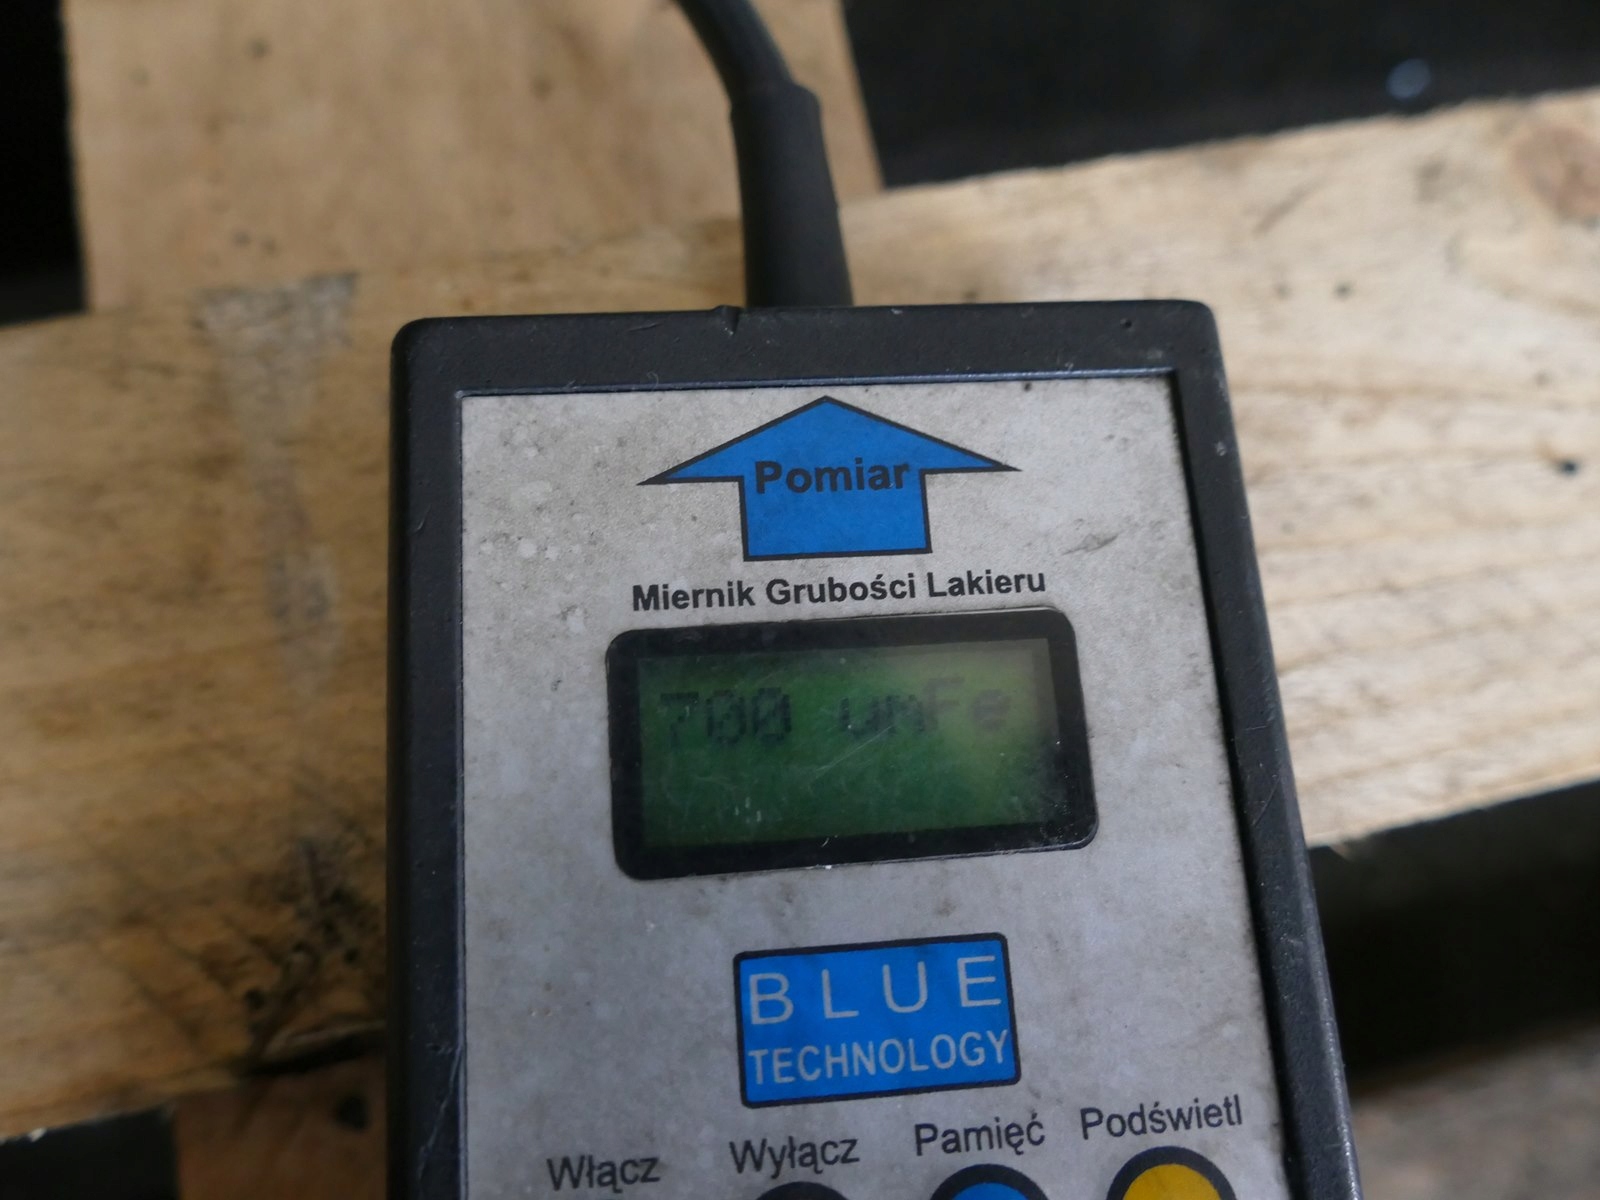 Pomiar
Miernik Grubości Lakieru
700 umFe
BLUE
TECHNOLOGY
Włącz Wyłącz Pamięć Podświetl